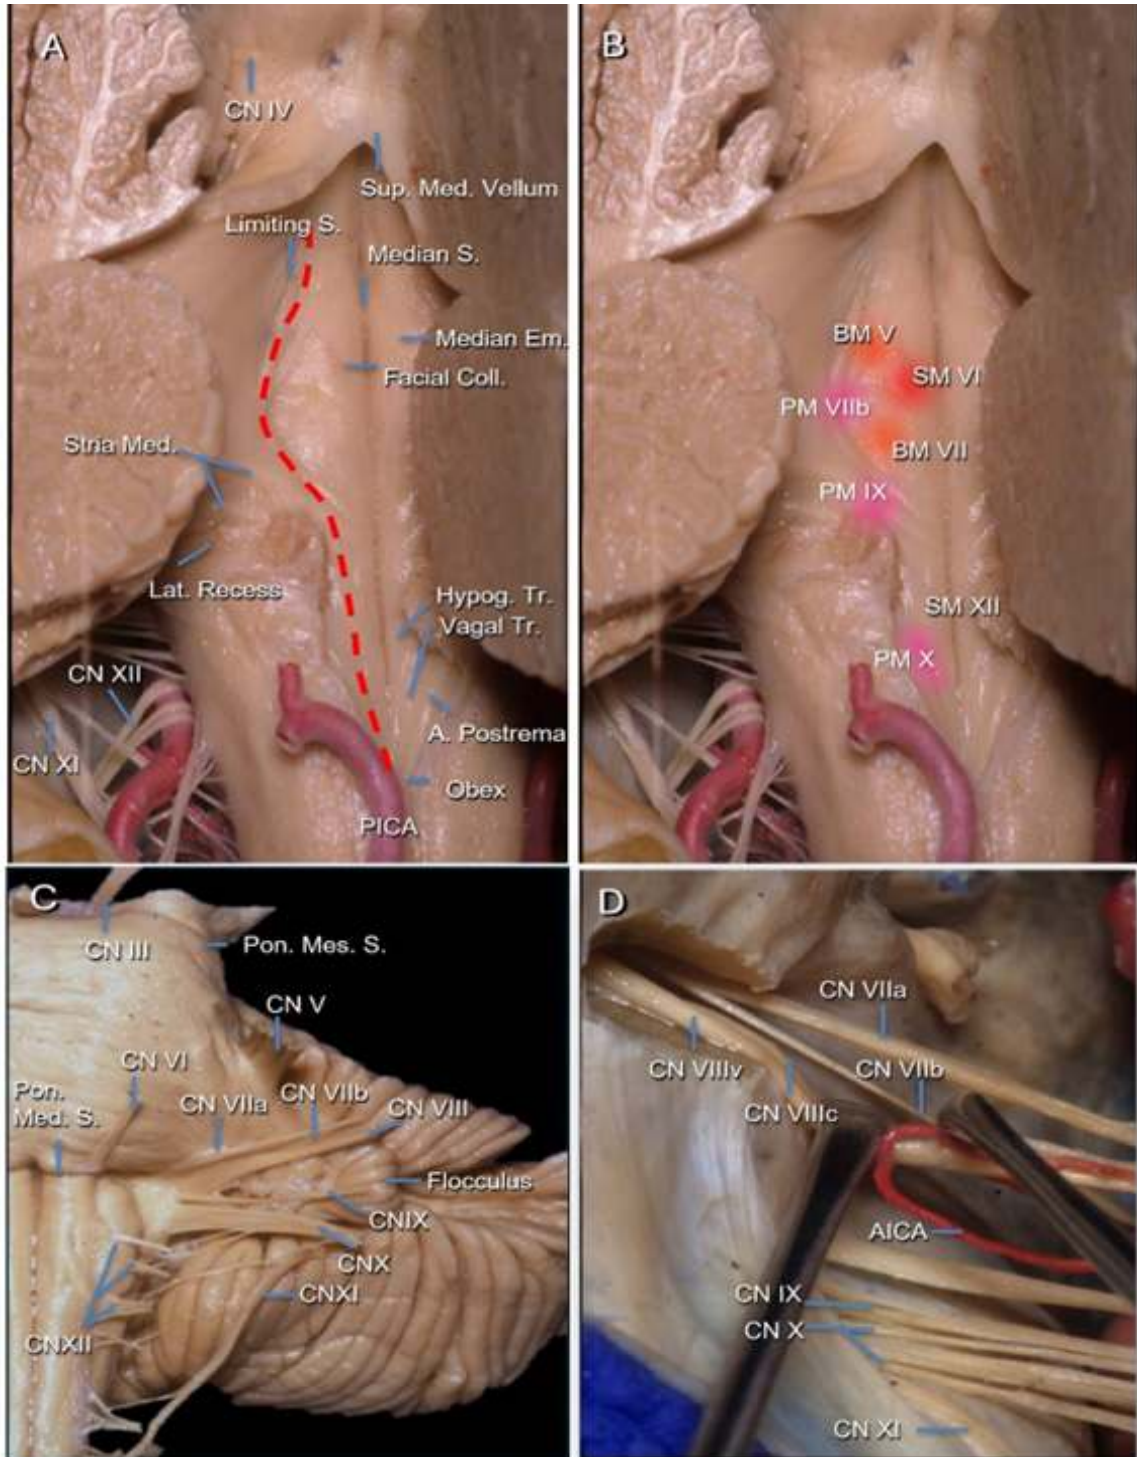 A
CN IV
Sup. Med. Vellum
Limiting S.
Median S.
Median Em.
Facial Coll.
Stria Med.
Lat. Recess
Hypog. Tr.
Vagal Tr.
CN XII
A. Postrema
CN XI
Obex
PICA
B
BM V
SM VI
PM VIIb
BM VII
PM IX
SM XII
PM X
C
CN III
Pon. Mes. S.
CN V
CN VI
Pon.
Med. S.
CN VIIa
CN VIIb
CN VIII
Flocculus
CNIX
CNX
CNXI
CNXII
D
CN VIIa
CN VIIIv
CN VIIb
CN VIIIc
AICA
CN IX
CN X
CN XI